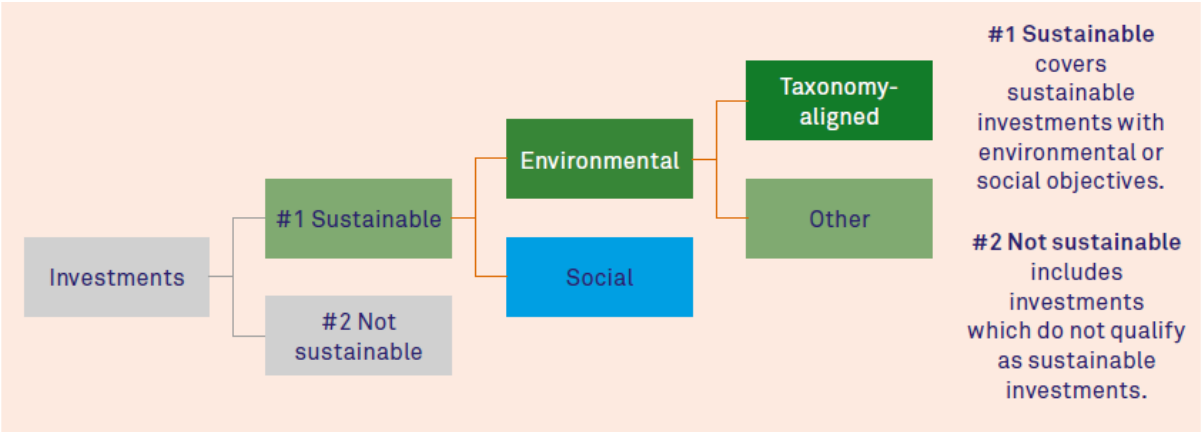 Investments
#1 Sustainable
#2 Not
sustainable
Environmental
Social
Taxonomy-
aligned
Other
#1 Sustainable
covers
sustainable
investments with
environmental or
social objectives.
#2 Not sustainable
includes
investments
which do not qualify
as sustainable
investments.